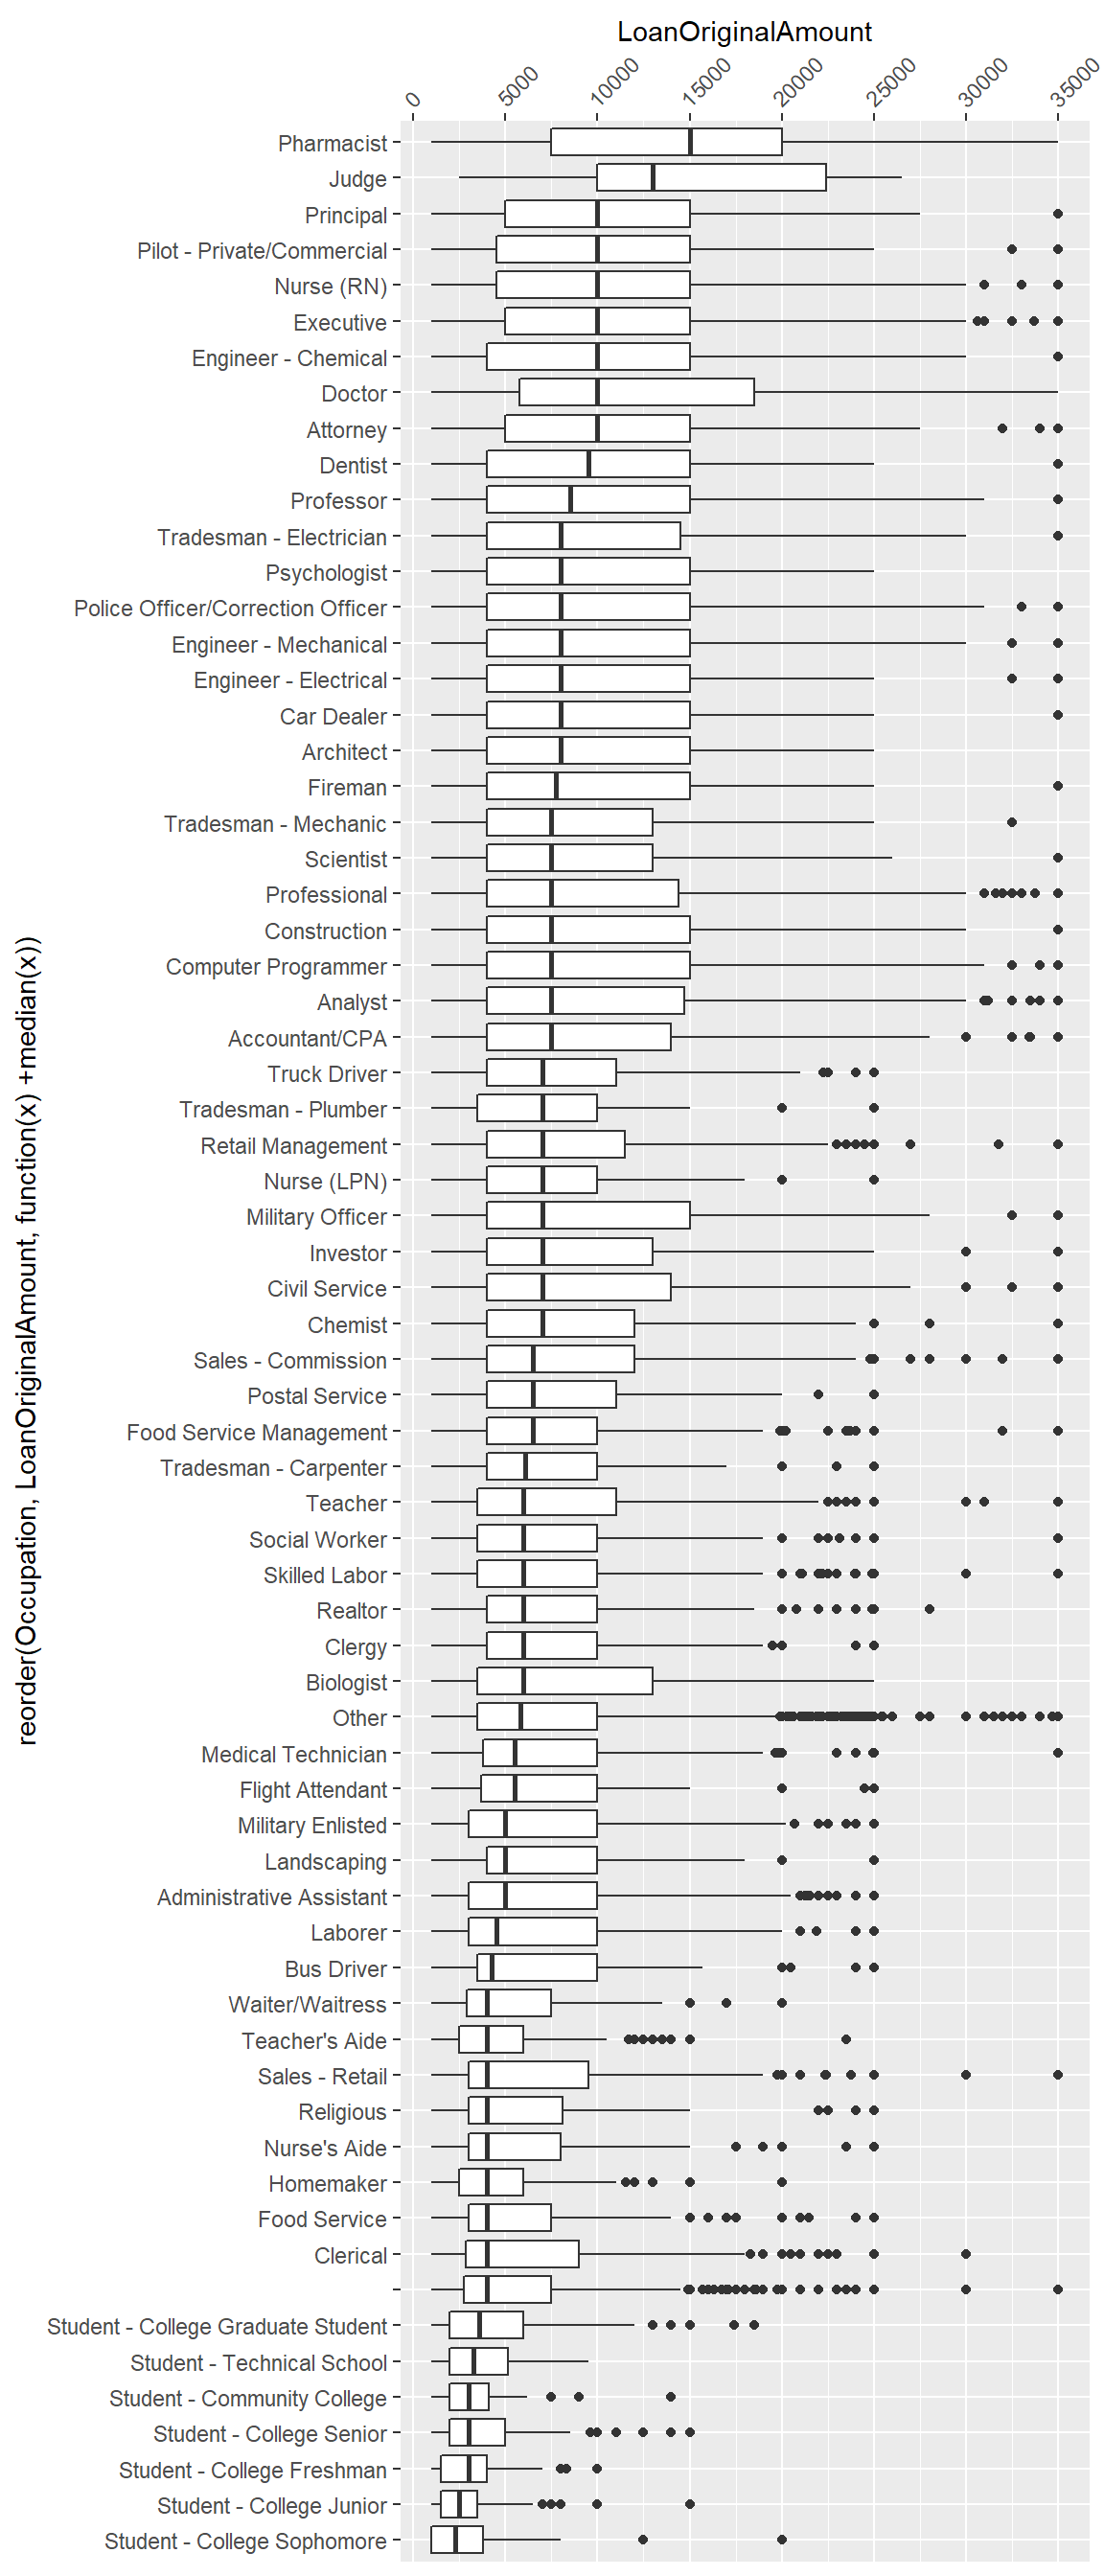 LoanOriginalAmount
0
5000
10000
15000
20000
25000
30000
35000
Pharmacist
Judge
Principal
Pilot - Private/Commercial
Nurse (RN)
Executive
Engineer - Chemical
Doctor
Attorney
Dentist
Professor
Tradesman - Electrician
Psychologist
Police Officer/Correction Officer
Engineer - Mechanical
Engineer - Electrical
Car Dealer
Architect
Fireman
Tradesman - Mechanic
Scientist
Professional
Construction
Computer Programmer
Analyst
Accountant/CPA
Truck Driver
Tradesman - Plumber
Retail Management
Nurse (LPN)
Military Officer
Investor
Civil Service
Chemist
Sales - Commission
Postal Service
Food Service Management
Tradesman - Carpenter
Teacher
Social Worker
Skilled Labor
Realtor
Clergy
Biologist
Other
Medical Technician
Flight Attendant
Military Enlisted
Landscaping
Administrative Assistant
Laborer
Bus Driver
Waiter/Waitress
Teacher's Aide
Sales - Retail
Religious
Nurse's Aide
Homemaker
Food Service
Clerical
Student - College Graduate Student
Student - Technical School
Student - Community College
Student - College Senior
Student - College Freshman
Student - College Junior
Student - College Sophomore
reorder(Occupation, LoanOriginalAmount, function(x) +median(x))